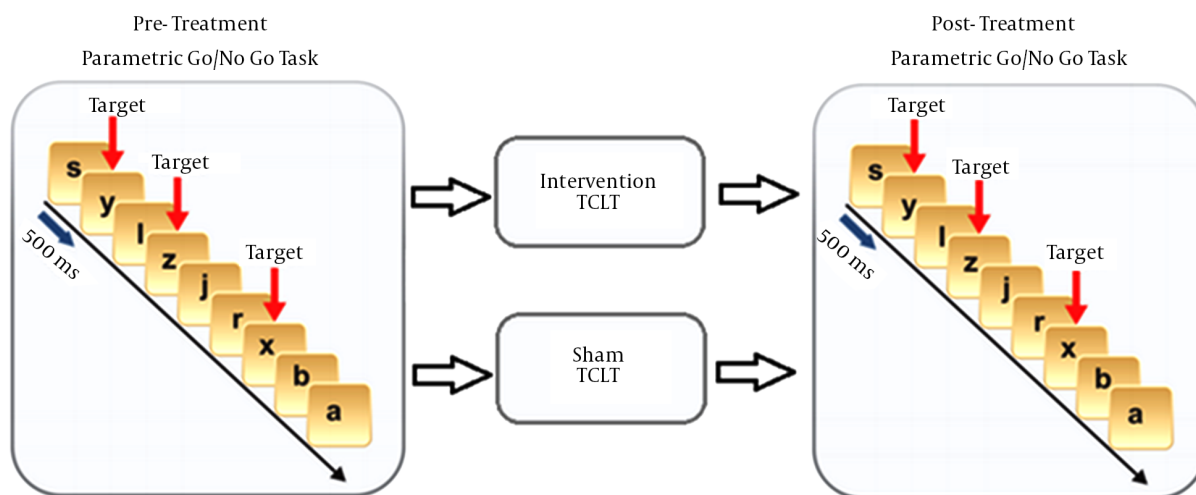 Pre- Treatment
Parametric Go/No Go Task
Target
Target
Target
s
y
l
z
j
r
x
b
a
500 ms
Intervention
TCLT
Sham
TCLT
Post- Treatment
Parametric Go/No Go Task
Target
Target
Target
s
y
l
z
j
r
x
b
a
500 ms